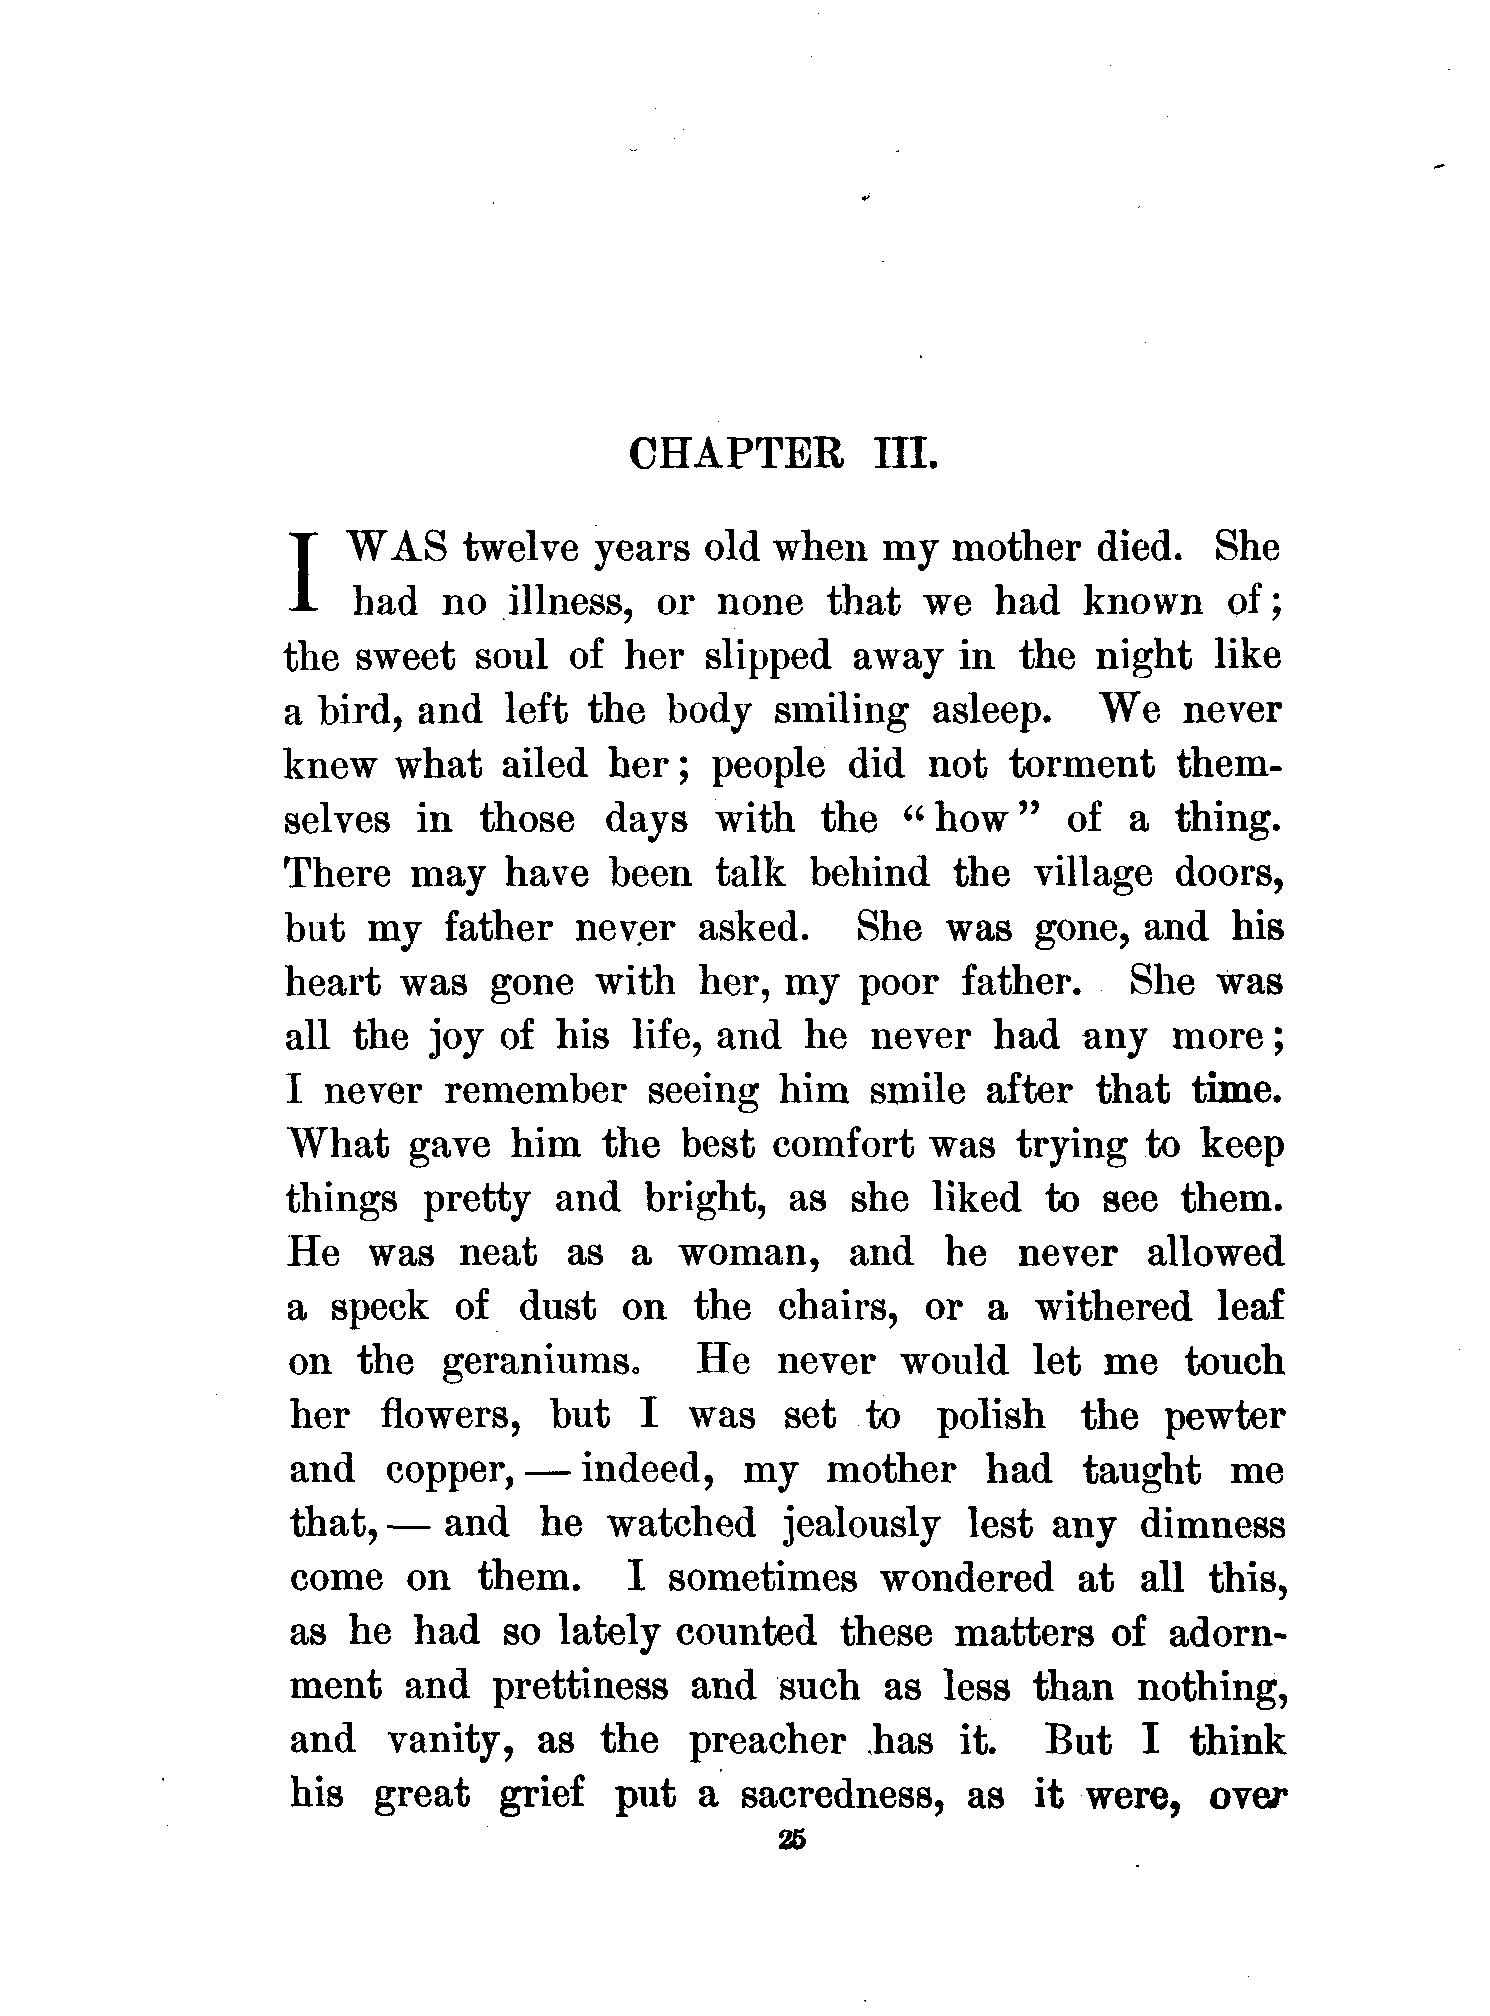 CHAPTER III.
I WAS twelve years old when my mother died. She
had no illness, or none that we had known of;
the sweet soul of her slipped away in the night like
a bird, and left the body smiling asleep. We never
knew what ailed her; people did not torment them-
selves in those days with the "how" of a thing.
There may have been talk behind the village doors,
but my father never asked. She was gone, and his
heart was gone with her, my poor father. She was
all the joy of his life, and he never had any more;
I never remember seeing him smile after that time.
What gave him the best comfort was trying to keep
things pretty and bright, as she liked to see them.
He was neat as a woman, and he never allowed
a speck of dust on the chairs, or a withered leaf
on the geraniums. He never would let me touch
her flowers, but I was set to polish the pewter
and copper, — indeed, my mother had taught me
that, — and he watched jealously lest any dimness
come on them. I sometimes wondered at all this,
as he had so lately counted these matters of adorn-
ment and prettiness and such as less than nothing,
and vanity, as the preacher has it. But I think
his great grief put a sacredness, as it were, over
25